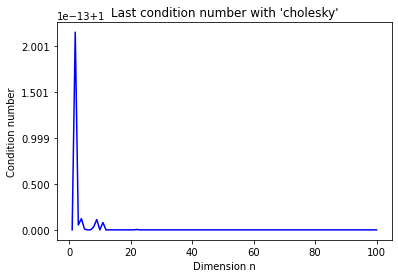 1e-13+1
Last condition number with 'cholesky'
2.001
1.501
0.999
0.500
0.000
Condition number
0 20 40 60 80 100
Dimension n